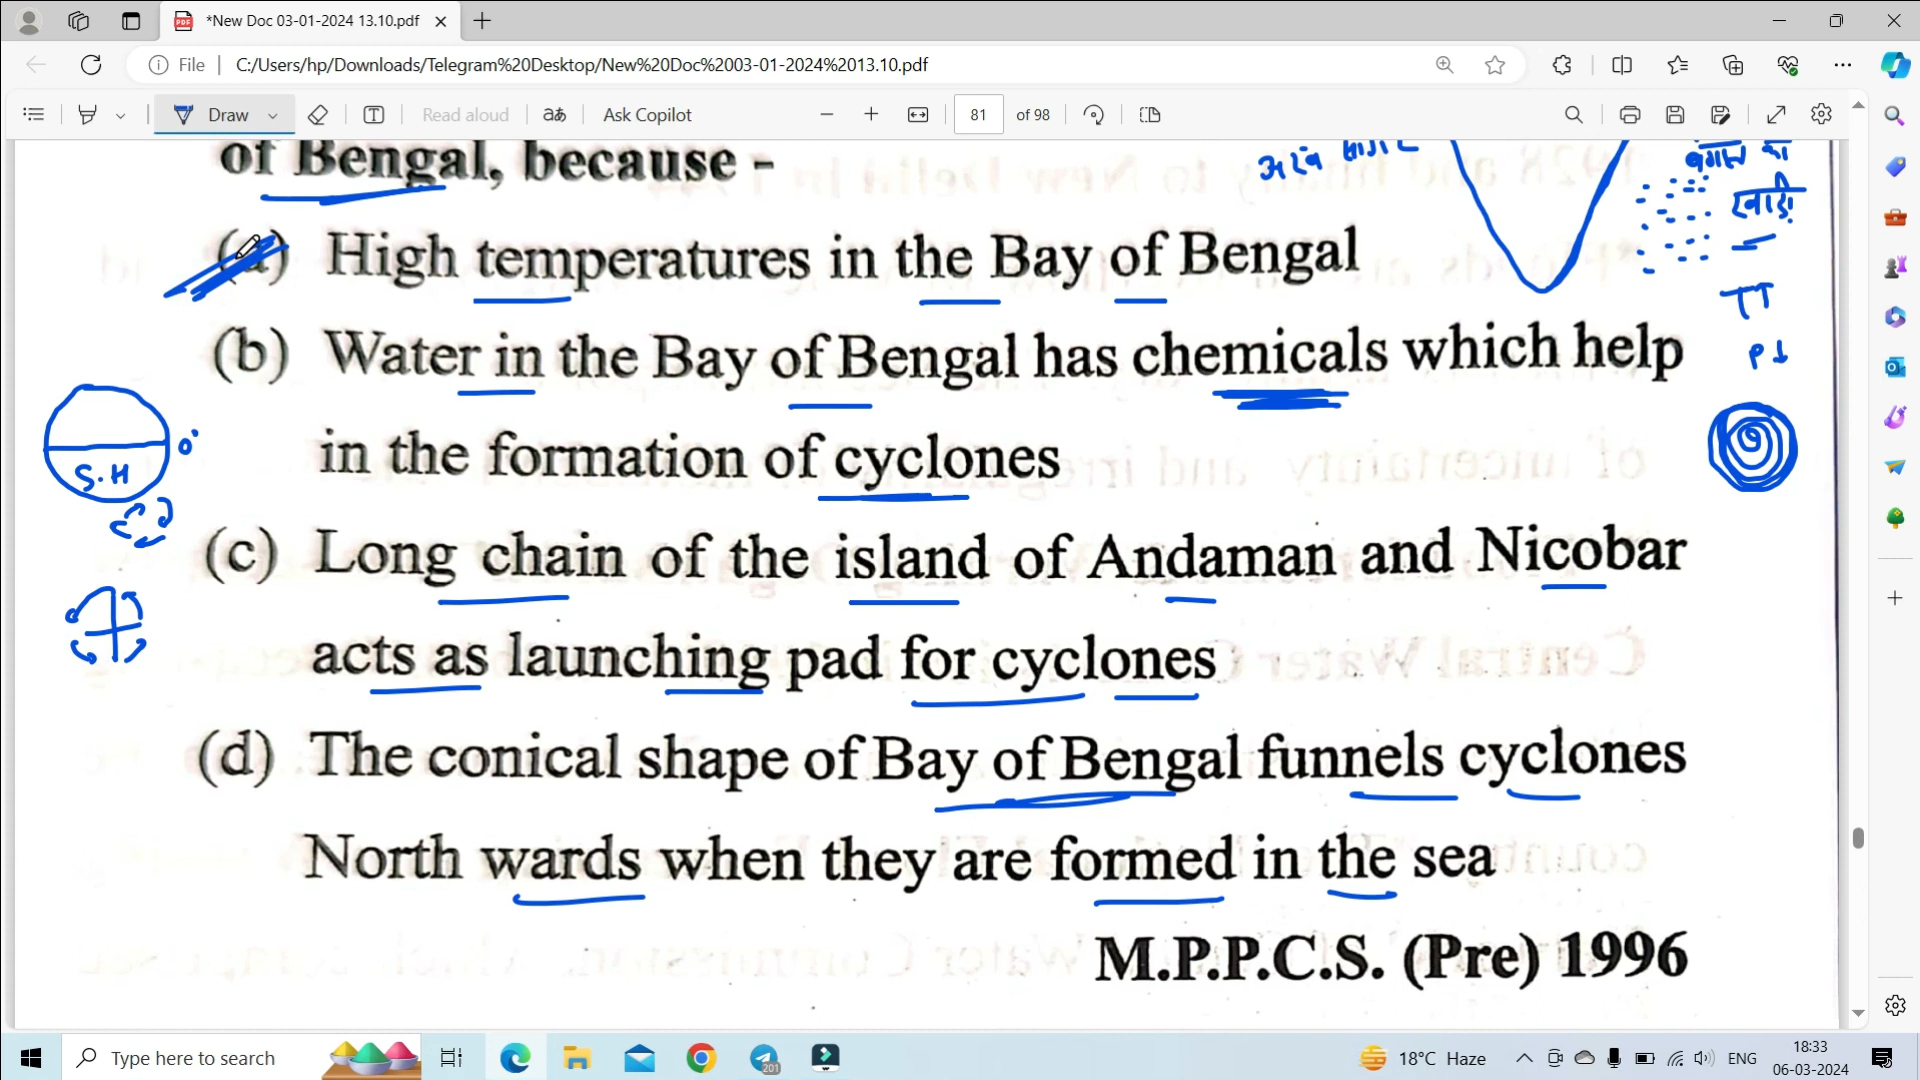 *New Doc 03-01-2024 13.10.pdf
File
C:/Users/hp/Downloads/Telegram%20Desktop/New%20Doc%2003-01-2024%2013.10.pdf
Draw
Read aloud
aあ
Ask Copilot
81 of 98
of Bengal, because -
(a) High temperatures in the Bay of Bengal
(b) Water in the Bay of Bengal has chemicals which help
in the formation of cyclones
(c) Long chain of the island of Andaman and Nicobar
acts as launching pad for cyclones
(d) The conical shape of Bay of Bengal funnels cyclones
North wards when they are formed in the sea
M.P.P.C.S. (Pre) 1996
0°
S.H
P↓
Type here to search
201
18°C Haze
ENG
18:33
06-03-2024